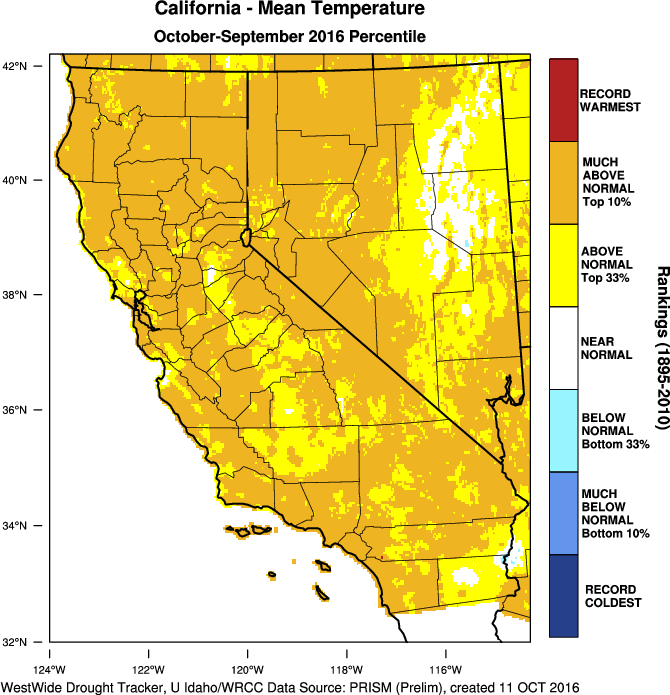 California - Mean Temperature
October-September 2016 Percentile
42°N
40°N
38°N
36°N
34°N
32°N
124°W
122°W
120°W
118°W
116°W
RECORD
WARMEST
MUCH
ABOVE
NORMAL
Top 10%
ABOVE
NORMAL
Top 33%
NEAR
NORMAL
BELOW
NORMAL
Bottom 33%
MUCH
BELOW
NORMAL
Bottom 10%
RECORD
COLDEST
Rankings (1895-2010)
WestWide Drought Tracker, U Idaho/WRCC Data Source: PRISM (Prelim), created 11 OCT 2016